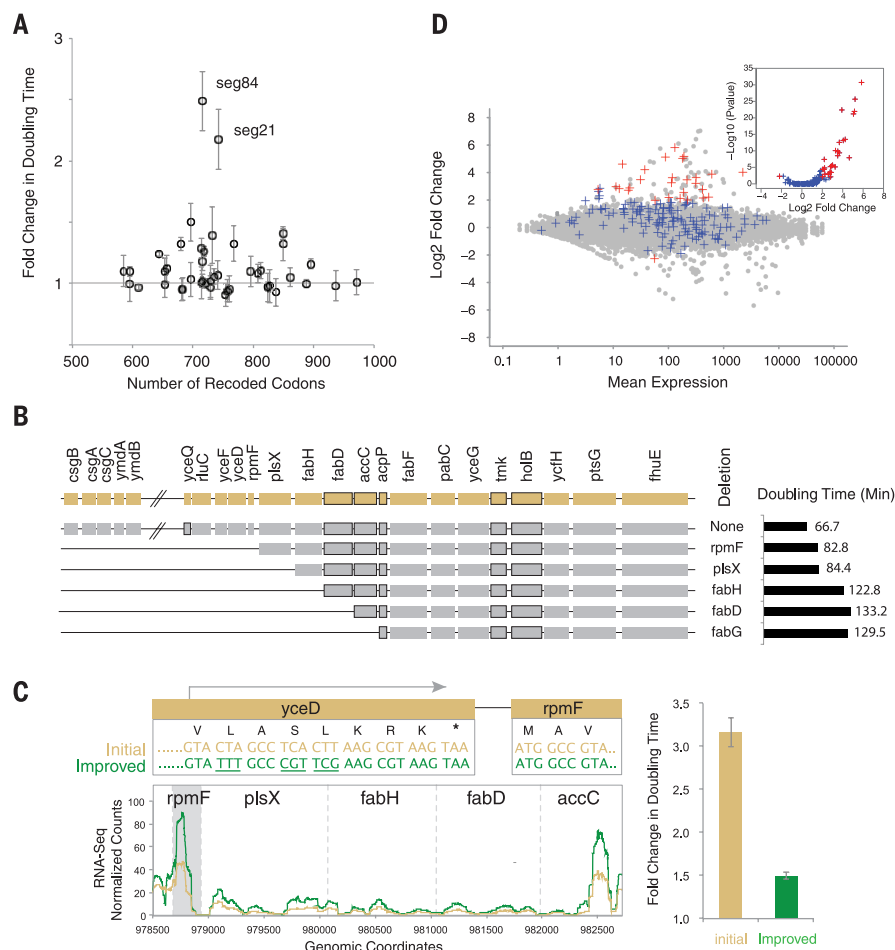 A
Fold Change in Doubling Time
3
2
1
seg84
seg21
500 600 700 800 900 1000
Number of Recoded Codons
D
Log2 Fold Change
8
6
4
2
0
−2
−4
−6
−8
0.1 1 10 100 1000 10000 100000
Mean Expression
−Log10 (Pvalue)
35
30
25
20
15
10
5
0
−4 −2 0 2 4 6 8
Log2 Fold Change
B
csgB csgA csgC ymdA ymdB yceQ rluC yceF yceD rpmF plsX fabH fabD accC acpP fabF pabC yceG tmk holB ycfH ptsG fhuE
Deletion
Doubling Time (Min)
None 66.7
rpmF 82.8
plsX 84.4
fabH 122.8
fabD 133.2
fabG 129.5
C
yceD rpmF
V L A S L K R K * M A V
Initial ......GTA CTA GCC TCA CTT AAG CGT AAG TAA ATG GCC GTA..
Improved ......GTA TTT GCC CGT TCG AAG CGT AAG TAA ATG GCC GTA..
rpmF plsX fabH fabD accC
RNA-Seq
Normalized Counts
100
80
60
40
20
0
978500 979000 979500 980000 980500 981000 981500 982000 982500
Genomic Coordinates
Fold Change in Doubling Time
3.5
3.0
2.5
2.0
1.5
1.0
initial Improved